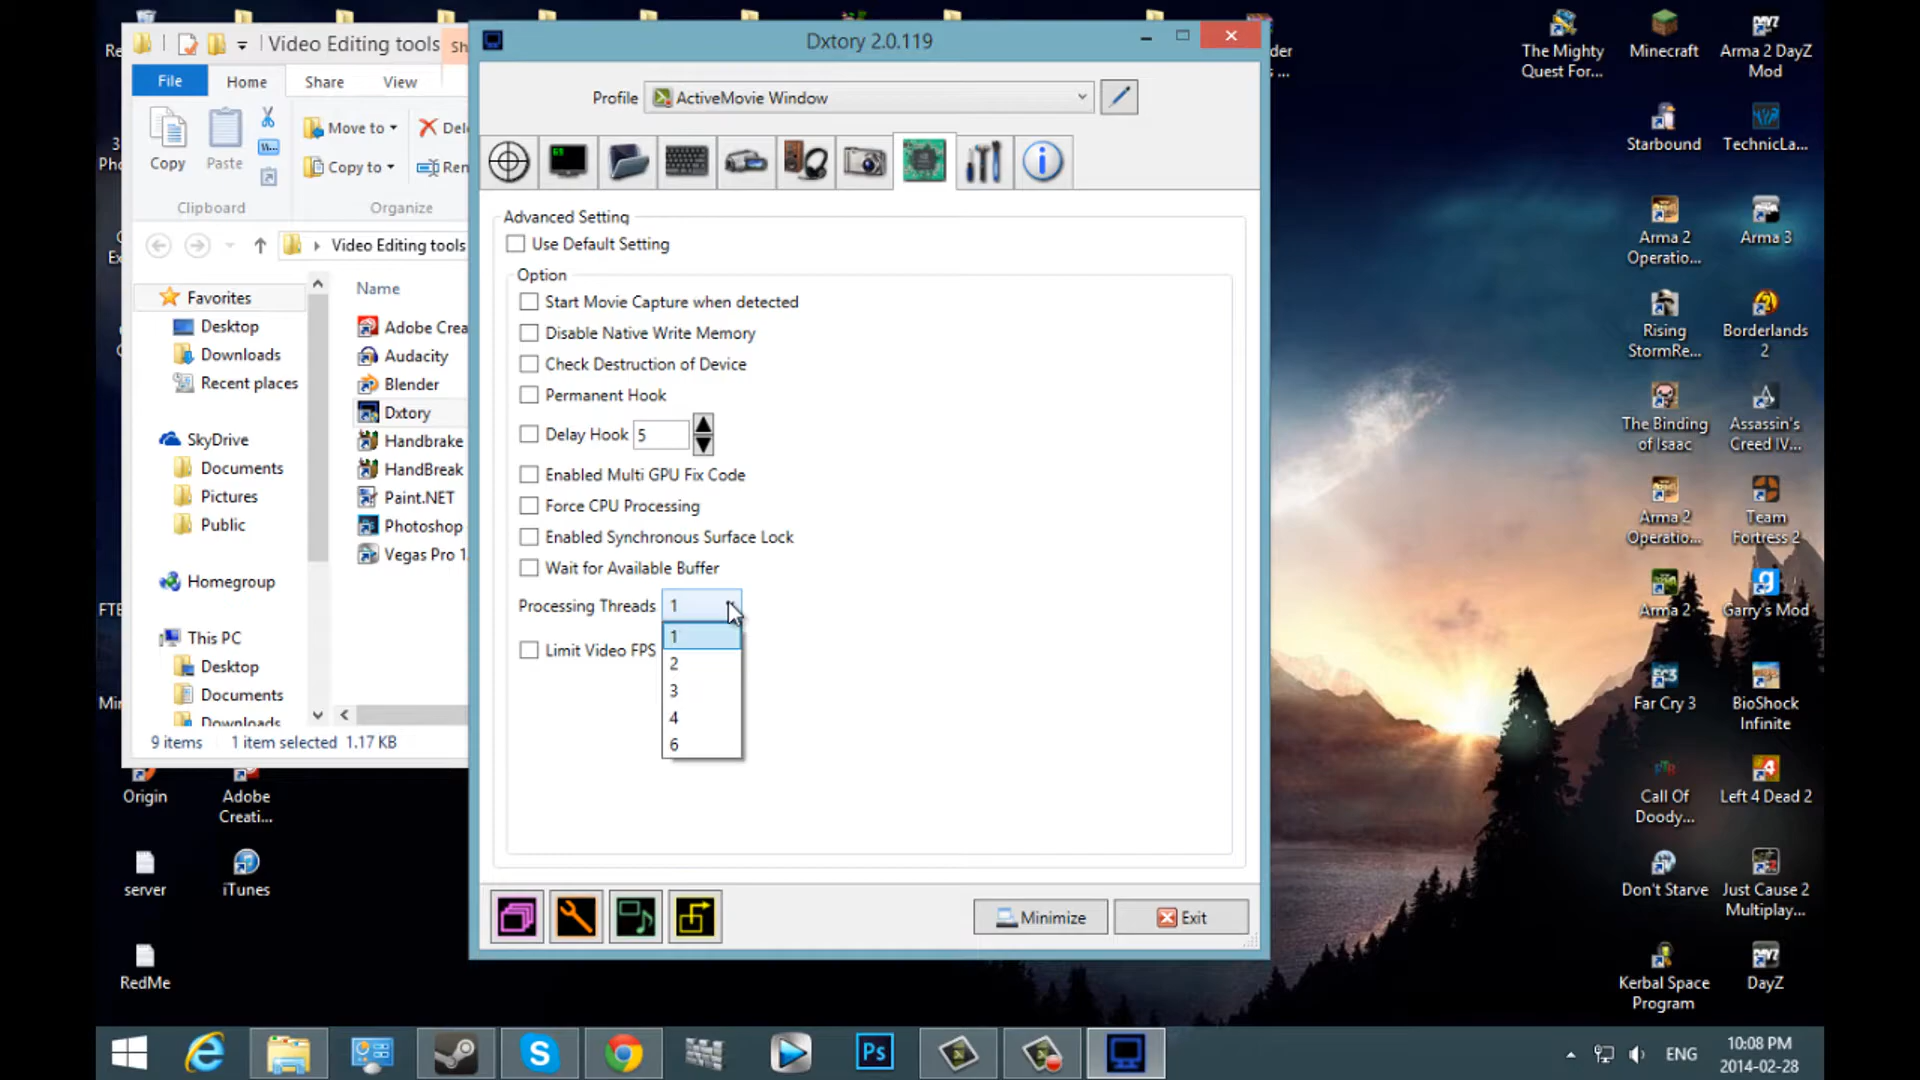 Video Editing tools
File
Home
Share
View
Copy
Paste
Move to
Copy to
Clipboard
Organize
Video Editing tools
Name
Favorites
Desktop
Downloads
Recent places
SkyDrive
Documents
Pictures
Public
Homegroup
This PC
Desktop
Documents
Downloads
Adobe Crea
Audacity
Blender
Dxtory
Handbrake
HandBreak
Paint.NET
Photoshop
Vegas Pro 1
9 items
1 item selected 1.17 KB
Dxtory 2.0.119
Profile
ActiveMovie Window
Advanced Setting
Use Default Setting
Option
Start Movie Capture when detected
Disable Native Write Memory
Check Destruction of Device
Permanent Hook
Delay Hook 5
Enabled Multi GPU Fix Code
Force CPU Processing
Enabled Synchronous Surface Lock
Wait for Available Buffer
Processing Threads 1
1
2
3
4
6
Limit Video FPS
Minimize
Exit
The Mighty
Quest For...
Minecraft
Arma 2 DayZ
Mod
Starbound
TechnicLa...
Arma 2
Operatio...
Arma 3
Rising
StormRe...
Borderlands
2
The Binding
of Isaac
Assassin's
Creed IV...
Arma 2
Operatio...
Team
Fortress 2
Arma 2
Garry's Mod
Far Cry 3
BioShock
Infinite
Call Of
Doody...
Left 4 Dead 2
Don't Starve
Just Cause 2
Multiplay...
Kerbal Space
Program
DayZ
Origin
Adobe
Creati...
server
iTunes
RedMe
Ps
ENG
10:08 PM
2014-02-28